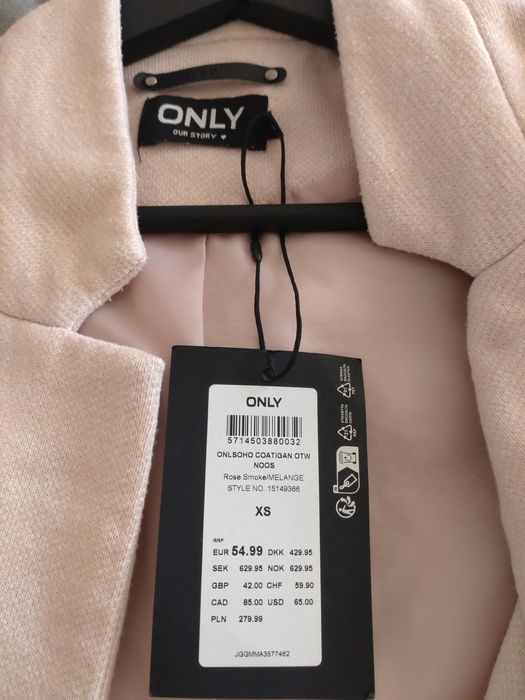 ONLY
OUR STORY ♥
ONLY
5714503880032
ONLSOHO COATIGAN OTW
NOOS
Rose Smoke/MELANGE
STYLE NO. 15149366
XS
RRP
EUR 54.99 DKK 429.95
SEK 629.95 NOK 629.95
GBP 42.00 CHF 59.90
CAD 85.00 USD 65.00
PLN 279.99
JGGMMA3577462